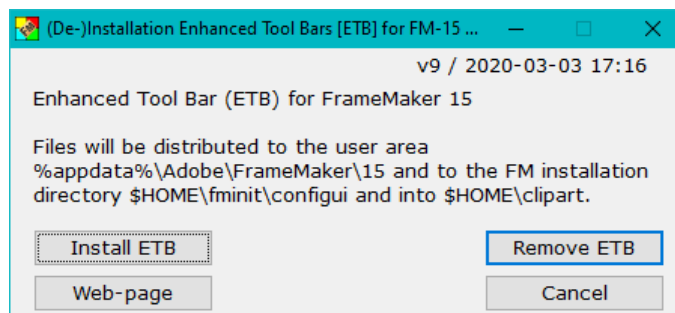 (De-)Installation Enhanced Tool Bars [ETB] for FM-15 ...
v9 / 2020-03-03 17:16
Enhanced Tool Bar (ETB) for FrameMaker 15
Files will be distributed to the user area
%appdata%\Adobe\FrameMaker\15 and to the FM installation
directory $HOME\fminit\configui and into $HOME\clipart.
Install ETB
Remove ETB
Web-page
Cancel